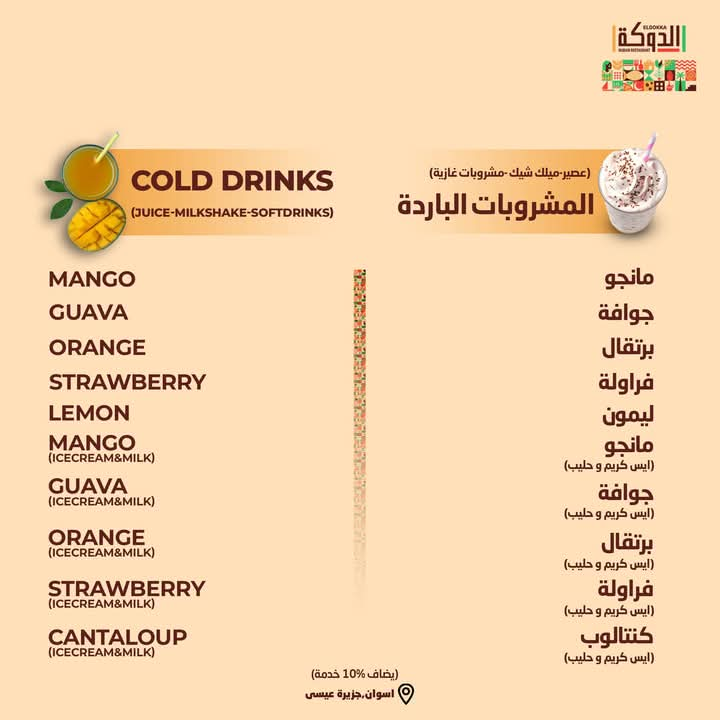 ELDOKKA
الدوكة
NUBIAN RESTAURANT
COLD DRINKS
(JUICE-MILKSHAKE-SOFTDRINKS)
(عصير-ميلك شيك -مشروبات غازية)
المشروبات الباردة
MANGO
مانجو
GUAVA
جوافة
ORANGE
برتقال
STRAWBERRY
فراولة
LEMON
ليمون
MANGO
(ICECREAM&MILK)
مانجو
(ايس كريم و حليب)
GUAVA
(ICECREAM&MILK)
جوافة
(ايس كريم و حليب)
ORANGE
(ICECREAM&MILK)
برتقال
(ايس كريم و حليب)
STRAWBERRY
(ICECREAM&MILK)
فراولة
(ايس كريم و حليب)
CANTALOUP
(ICECREAM&MILK)
كنتالوب
(ايس كريم و حليب)
(يضاف 10% خدمة)
اسوان,جزيرة عيسى